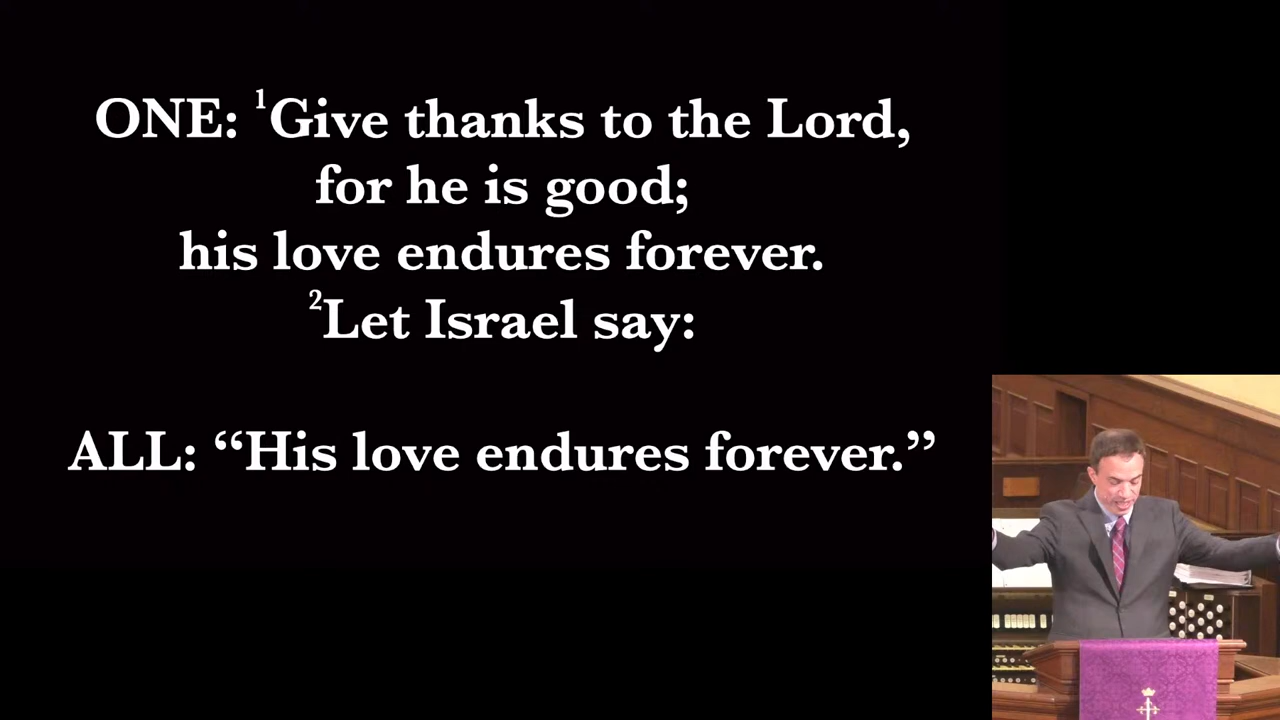 ONE: ¹Give thanks to the Lord,
for he is good;
his love endures forever.
²Let Israel say:
ALL: “His love endures forever.”